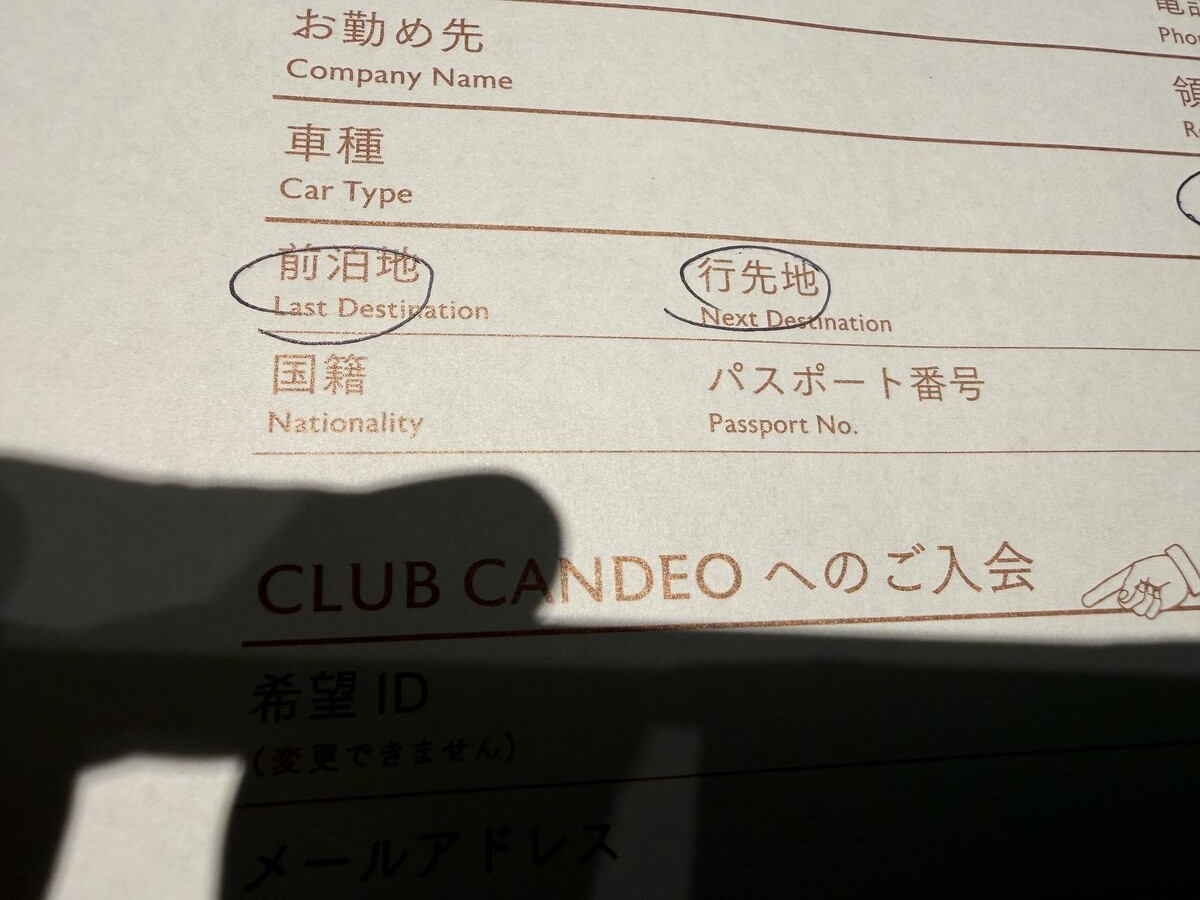 お勤め先
Company Name
車種
Car Type
前泊地
Last Destination
行先地
Next Destination
国籍
Nationality
パスポート番号
Passport No.
CLUB CANDEO へのご入会
希望 ID
(変更できません)
メールアドレス